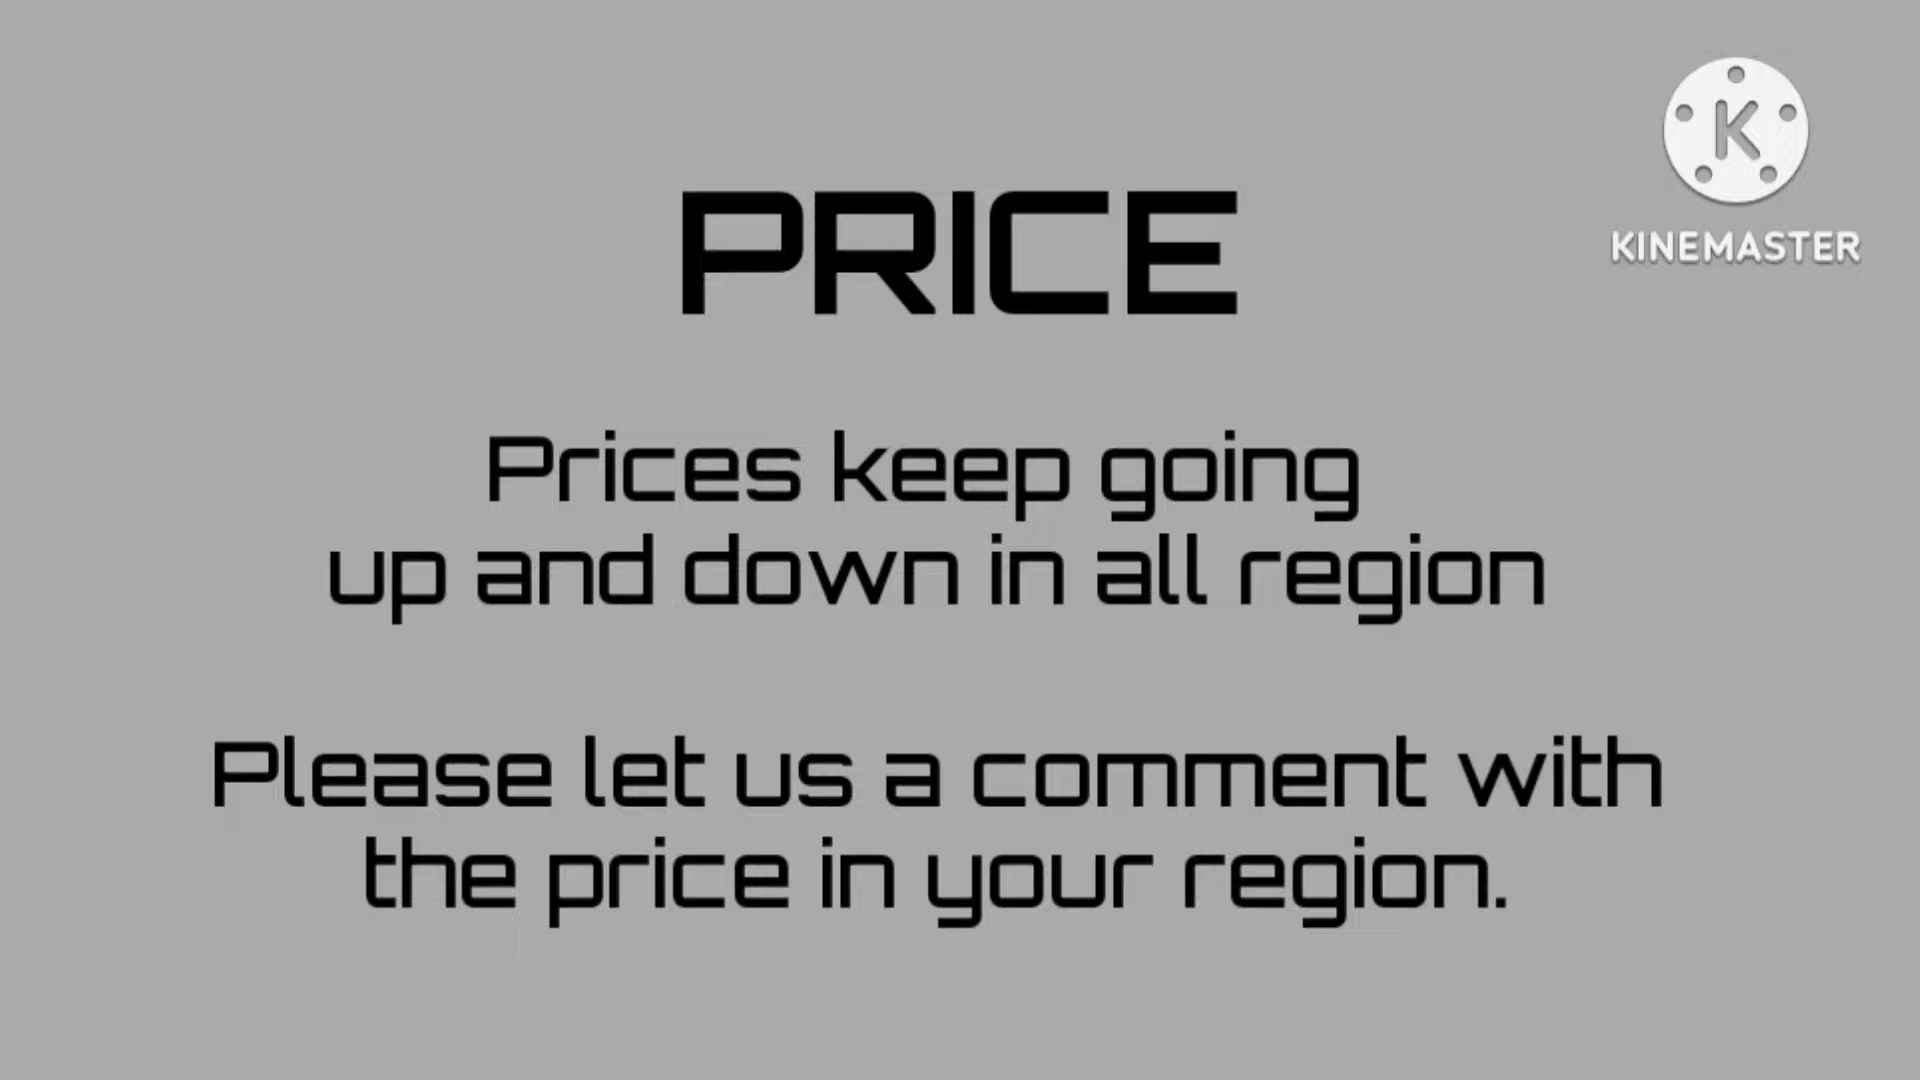 K
KINEMASTER
PRICE
Prices keep going
up and down in all region
Please let us a comment with
the price in your region.